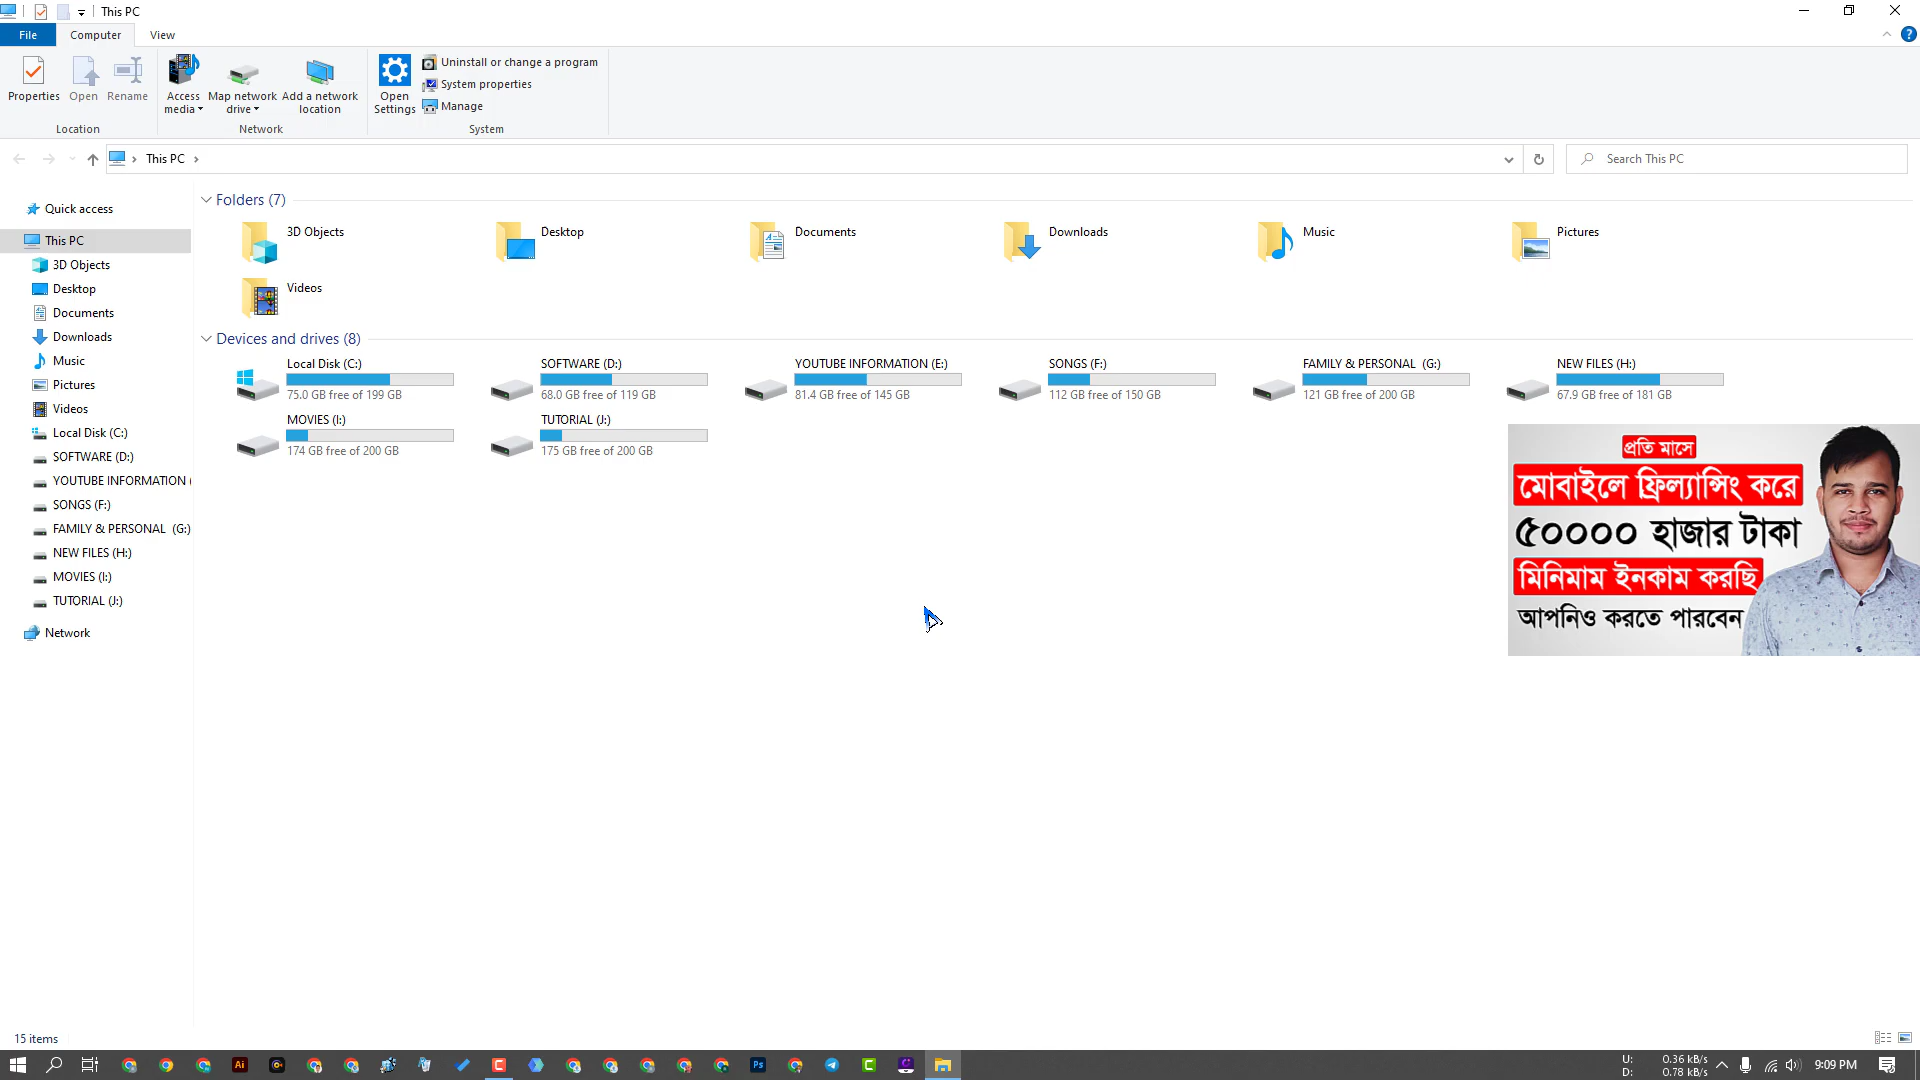 This PC
File
Computer
View
Properties
Open
Rename
Access media
Map network drive
Add a network location
Open Settings
Uninstall or change a program
System properties
Manage
Location
Network
System
This PC
Search This PC
Quick access
This PC
3D Objects
Desktop
Documents
Downloads
Music
Pictures
Videos
Local Disk (C:)
SOFTWARE (D:)
YOUTUBE INFORMATION (
SONGS (F:)
FAMILY & PERSONAL (G:)
NEW FILES (H:)
MOVIES (I:)
TUTORIAL (J:)
Network
Folders (7)
3D Objects
Desktop
Documents
Downloads
Music
Pictures
Videos
Devices and drives (8)
Local Disk (C:)
75.0 GB free of 199 GB
SOFTWARE (D:)
68.0 GB free of 119 GB
YOUTUBE INFORMATION (E:)
81.4 GB free of 145 GB
SONGS (F:)
112 GB free of 150 GB
FAMILY & PERSONAL (G:)
121 GB free of 200 GB
NEW FILES (H:)
67.9 GB free of 181 GB
MOVIES (I:)
174 GB free of 200 GB
TUTORIAL (J:)
175 GB free of 200 GB
প্রতি মাসে
মোবাইলে ফ্রিল্যান্সিং করে
৫০০০০ হাজার টাকা
মিনিমাম ইনকাম করছি
আপনিও করতে পারবেন
15 items
Ai
Ps
U: 0.36 kB/s
D: 0.78 kB/s
9:09 PM